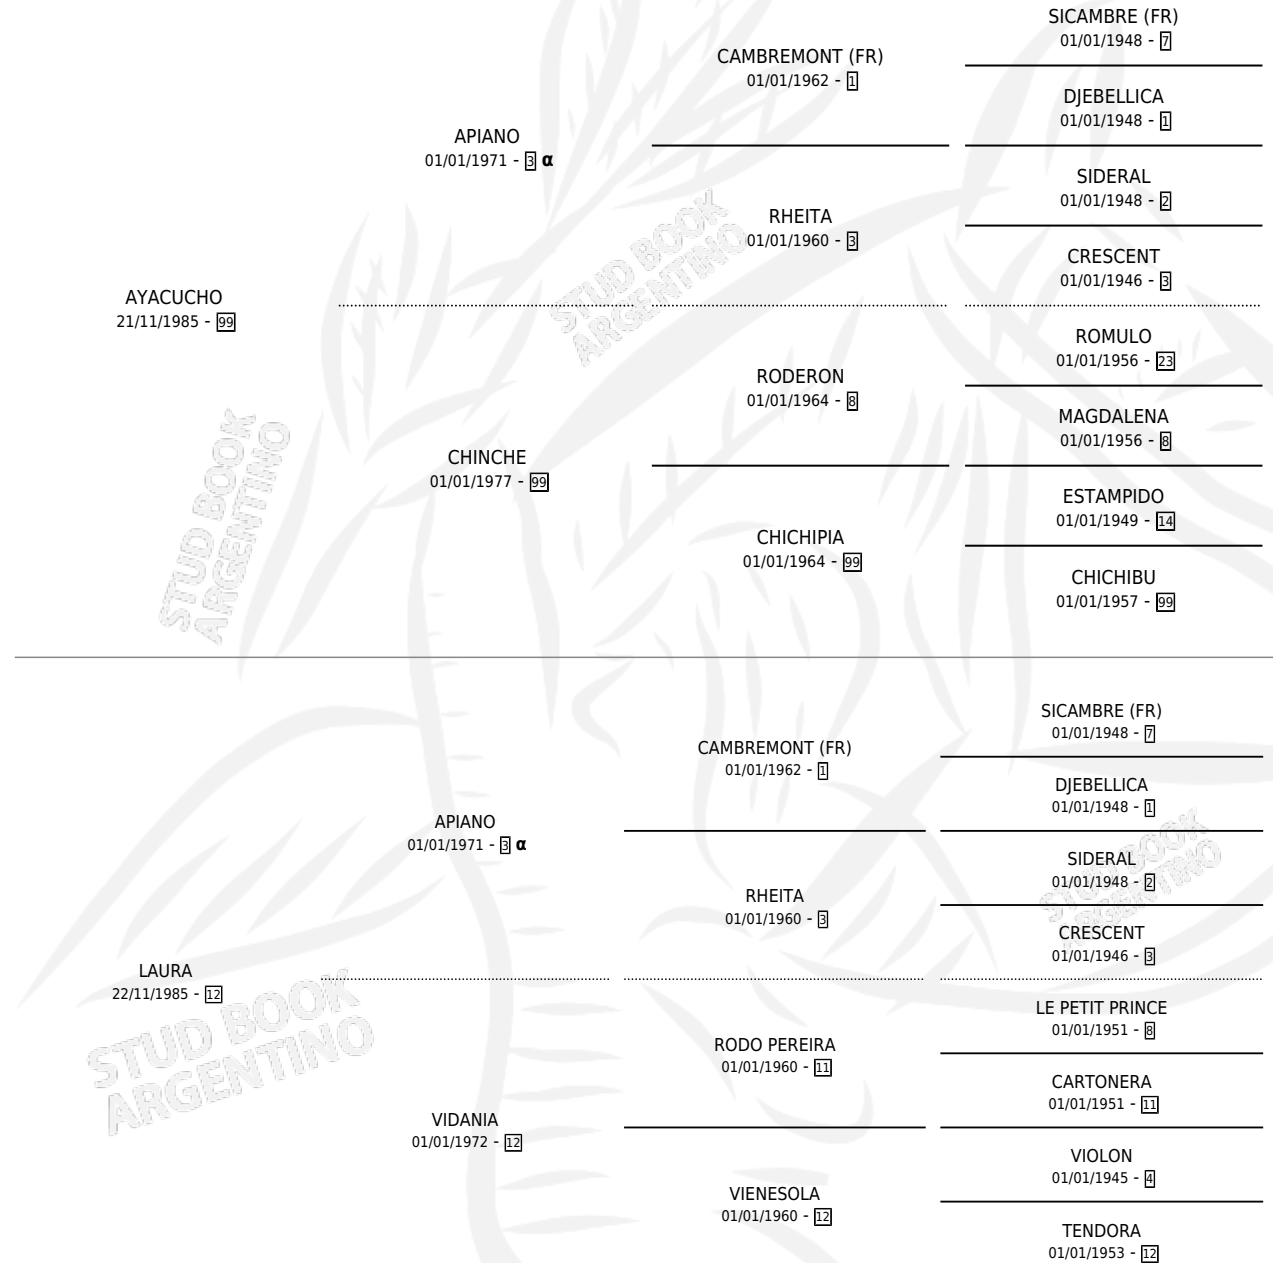 SICAMBRE (FR)
01/01/1948 - 7
CAMBREMONT (FR)
01/01/1962 - 1
DJEBELLICA
01/01/1948 - 1
APIANO
01/01/1971 - 3 α
SIDERAL
01/01/1948 - 2
RHEITA
01/01/1960 - 3
CRESCENT
01/01/1946 - 3
STUD BOOK
ARGENTINO
AYACUCHO
21/11/1985 - 99
ROMULO
01/01/1956 - 23
RODERON
01/01/1964 - 8
MAGDALENA
01/01/1956 - 8
CHINCHE
01/01/1977 - 99
ESTAMPIDO
01/01/1949 - 14
CHICHIPIA
01/01/1964 - 99
CHICHIBU
01/01/1957 - 99
STUD BOOK
ARGENTINO
SICAMBRE (FR)
01/01/1948 - 7
CAMBREMONT (FR)
01/01/1962 - 1
DJEBELLICA
01/01/1948 - 1
APIANO
01/01/1971 - 3 α
SIDERAL
01/01/1948 - 2
RHEITA
01/01/1960 - 3
CRESCENT
01/01/1946 - 3
STUD BOOK
ARGENTINO
LAURA
22/11/1985 - 12
LE PETIT PRINCE
01/01/1951 - 8
RODO PEREIRA
01/01/1960 - 11
CARTONERA
01/01/1951 - 11
STUD BOOK
ARGENTINO
VIDANIA
01/01/1972 - 12
VIOLON
01/01/1945 - 4
VIENESOLA
01/01/1960 - 12
TENDORA
01/01/1953 - 12